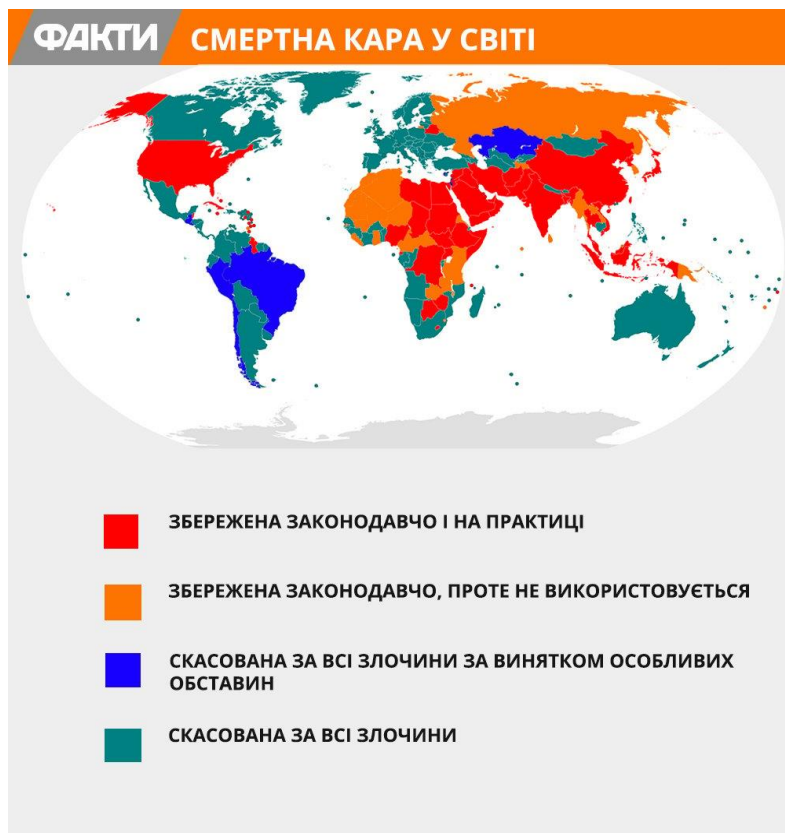 ФАКТИ СМЕРТНА КАРА У СВІТІ
ЗБЕРЕЖЕНА ЗАКОНОДАВЧО І НА ПРАКТИЦІ
ЗБЕРЕЖЕНА ЗАКОНОДАВЧО, ПРОТЕ НЕ ВИКОРИСТОВУЄТЬСЯ
СКАСОВАНА ЗА ВСІ ЗЛОЧИНИ ЗА ВИНЯТКОМ ОСОБЛИВИХ
ОБСТАВИН
СКАСОВАНА ЗА ВСІ ЗЛОЧИНИ